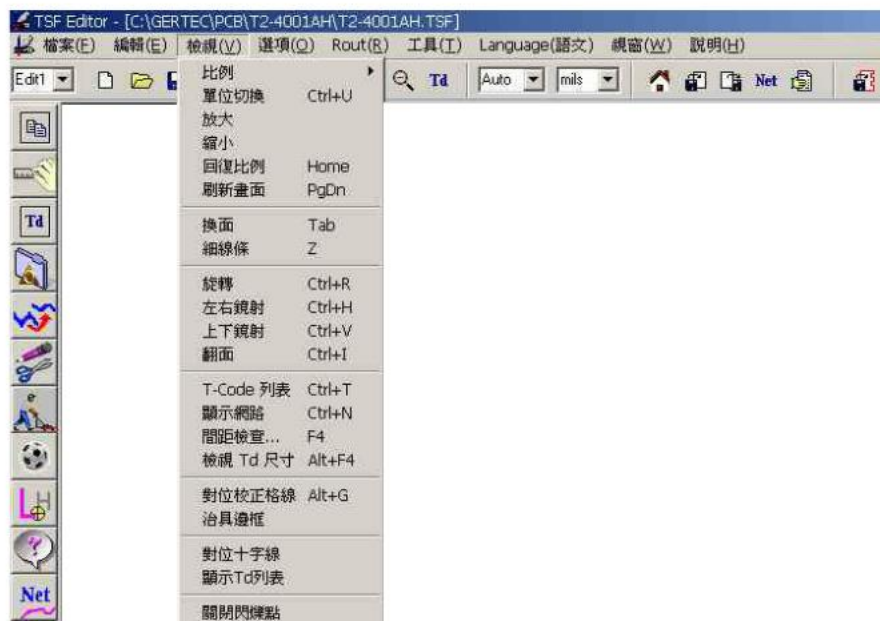 TSF Editor - [C:\GERTEC\PCB\T2-4001AH\T2-4001AH.TSF]
檔案(F) 編輯(E) 檢視(V) 選項(O) Rout(R) 工具(T) Language(語文) 視窗(W) 說明(H)
Edit1 Td Auto mils Net
比例
單位切換 Ctrl+U
放大
縮小
回復比例 Home
刷新畫面 PgDn
換面 Tab
細線條 Z
旋轉 Ctrl+R
左右鏡射 Ctrl+H
上下鏡射 Ctrl+V
翻面 Ctrl+I
T-Code 列表 Ctrl+T
顯示網路 Ctrl+N
間距檢查... F4
檢視 Td 尺寸 Alt+F4
對位校正格線 Alt+G
治具邊框
對位十字線
顯示Td列表
關閉閃爍點
Td
LH
Net